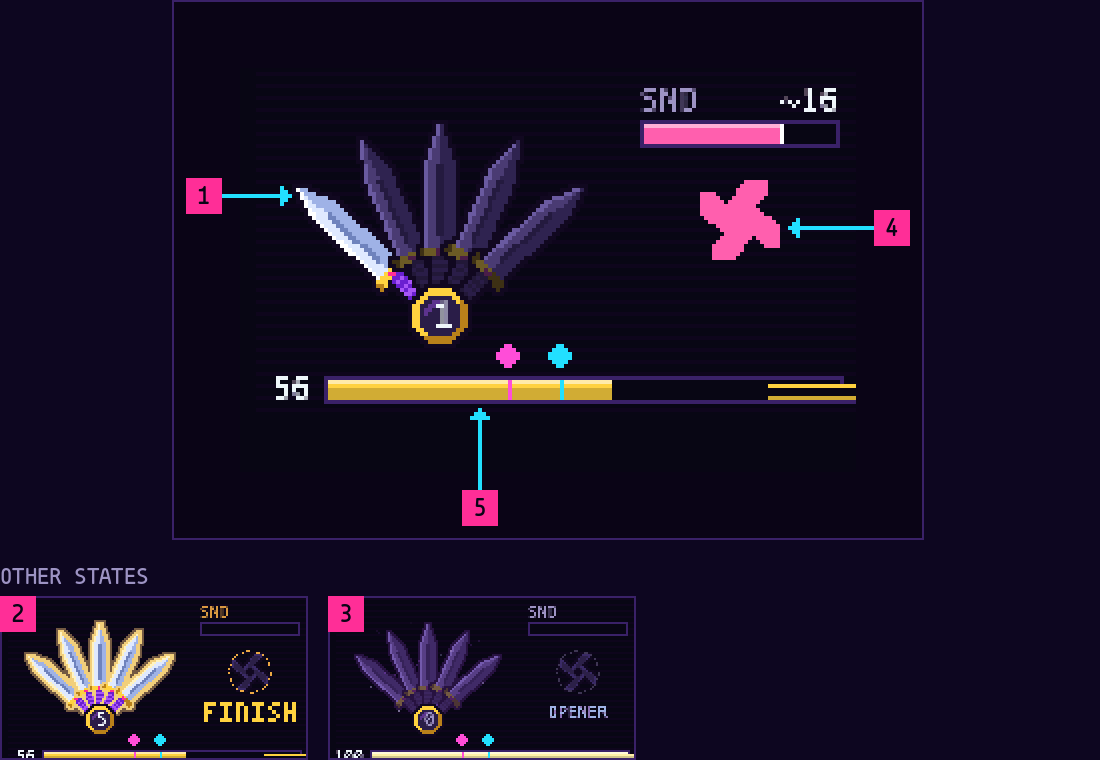 SND ~16
1
4
1
56
5
OTHER STATES
2
SND
5
FINISH
56
3
SND
0
OPENER
100